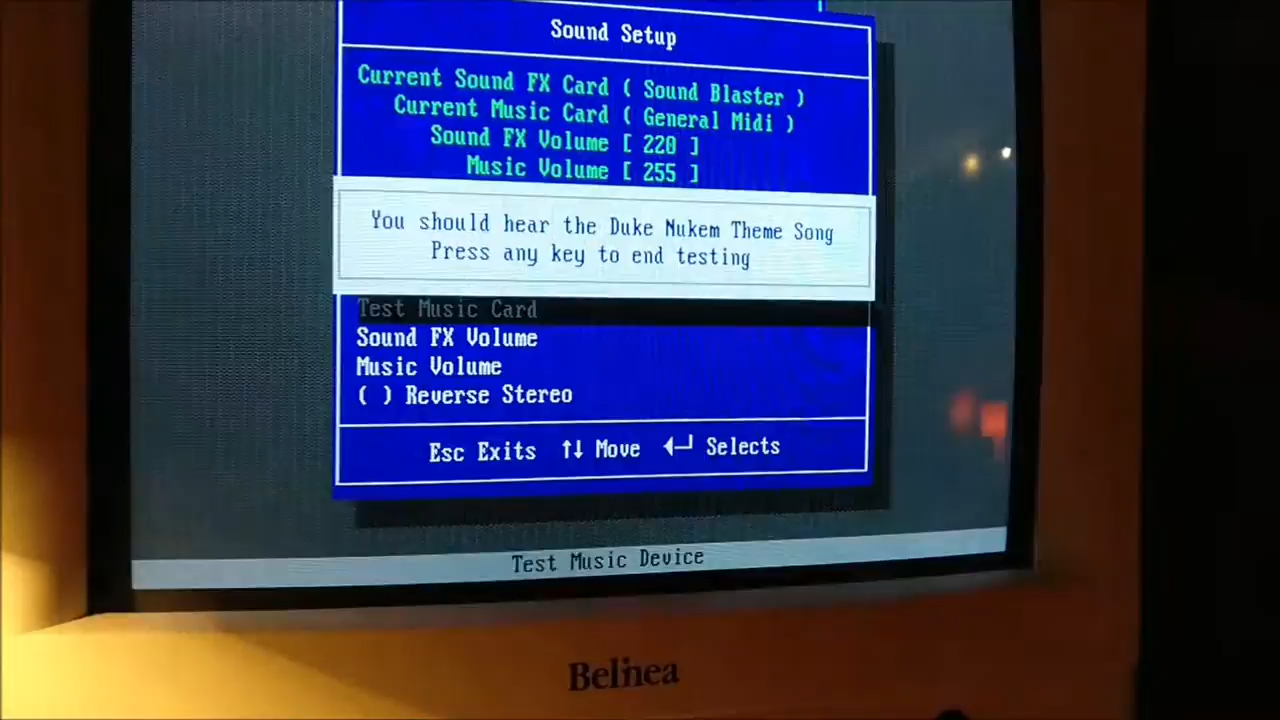 Sound Setup
Current Sound FX Card ( Sound Blaster )
Current Music Card ( General Midi )
Sound FX Volume [ 220 ]
Music Volume [ 255 ]
You should hear the Duke Nukem Theme Song
Press any key to end testing
Test Music Card
Sound FX Volume
Music Volume
( ) Reverse Stereo
Esc Exits ↑↓ Move ←┘ Selects
Test Music Device
Belinea